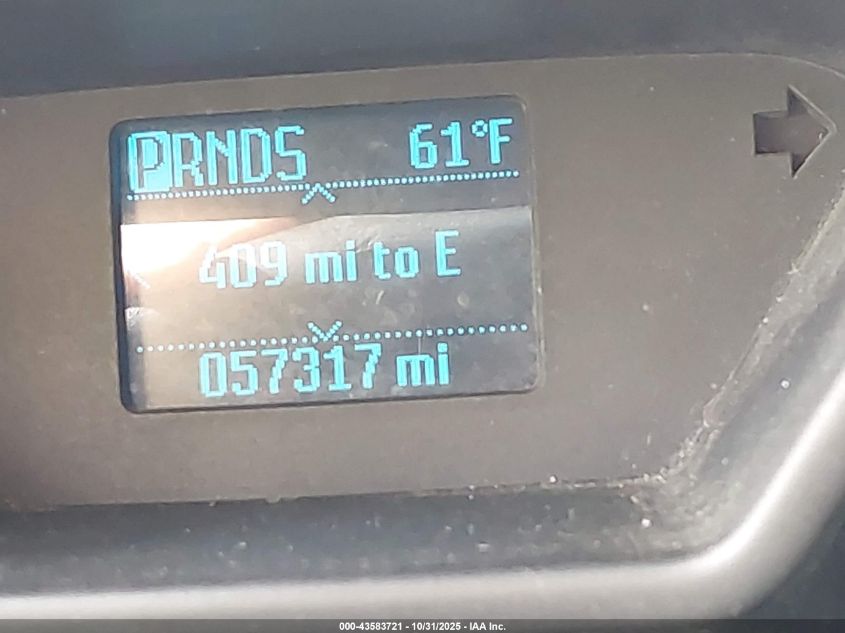 PRNDS 61°F
409 mi to E
057317 mi
000-43583721 - 10/31/2025 - IAA Inc.